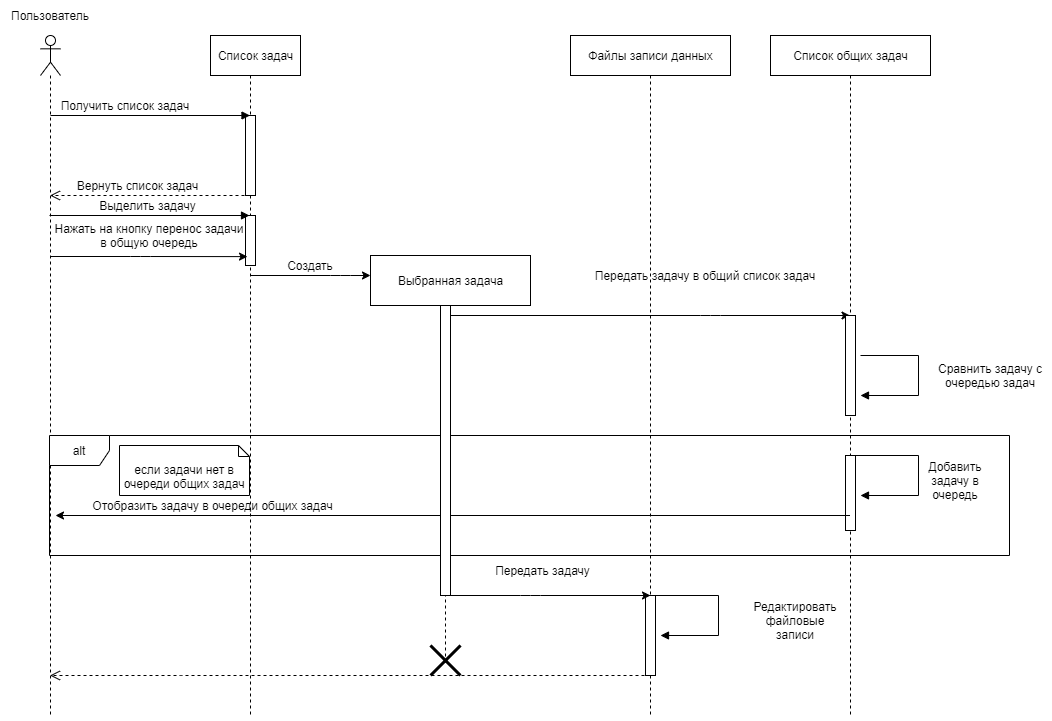 Пользователь
Список задач
Файлы записи данных
Список общих задач
Получить список задач
Вернуть список задач
Выделить задачу
Нажать на кнопку перенос задачи
в общую очередь
Создать
Выбранная задача
Передать задачу в общий список задач
Сравнить задачу с
очередью задач
alt
если задачи нет в
очереди общих задач
Добавить
задачу в
очередь
Отобразить задачу в очереди общих задач
Передать задачу
Редактировать
файловые
записи